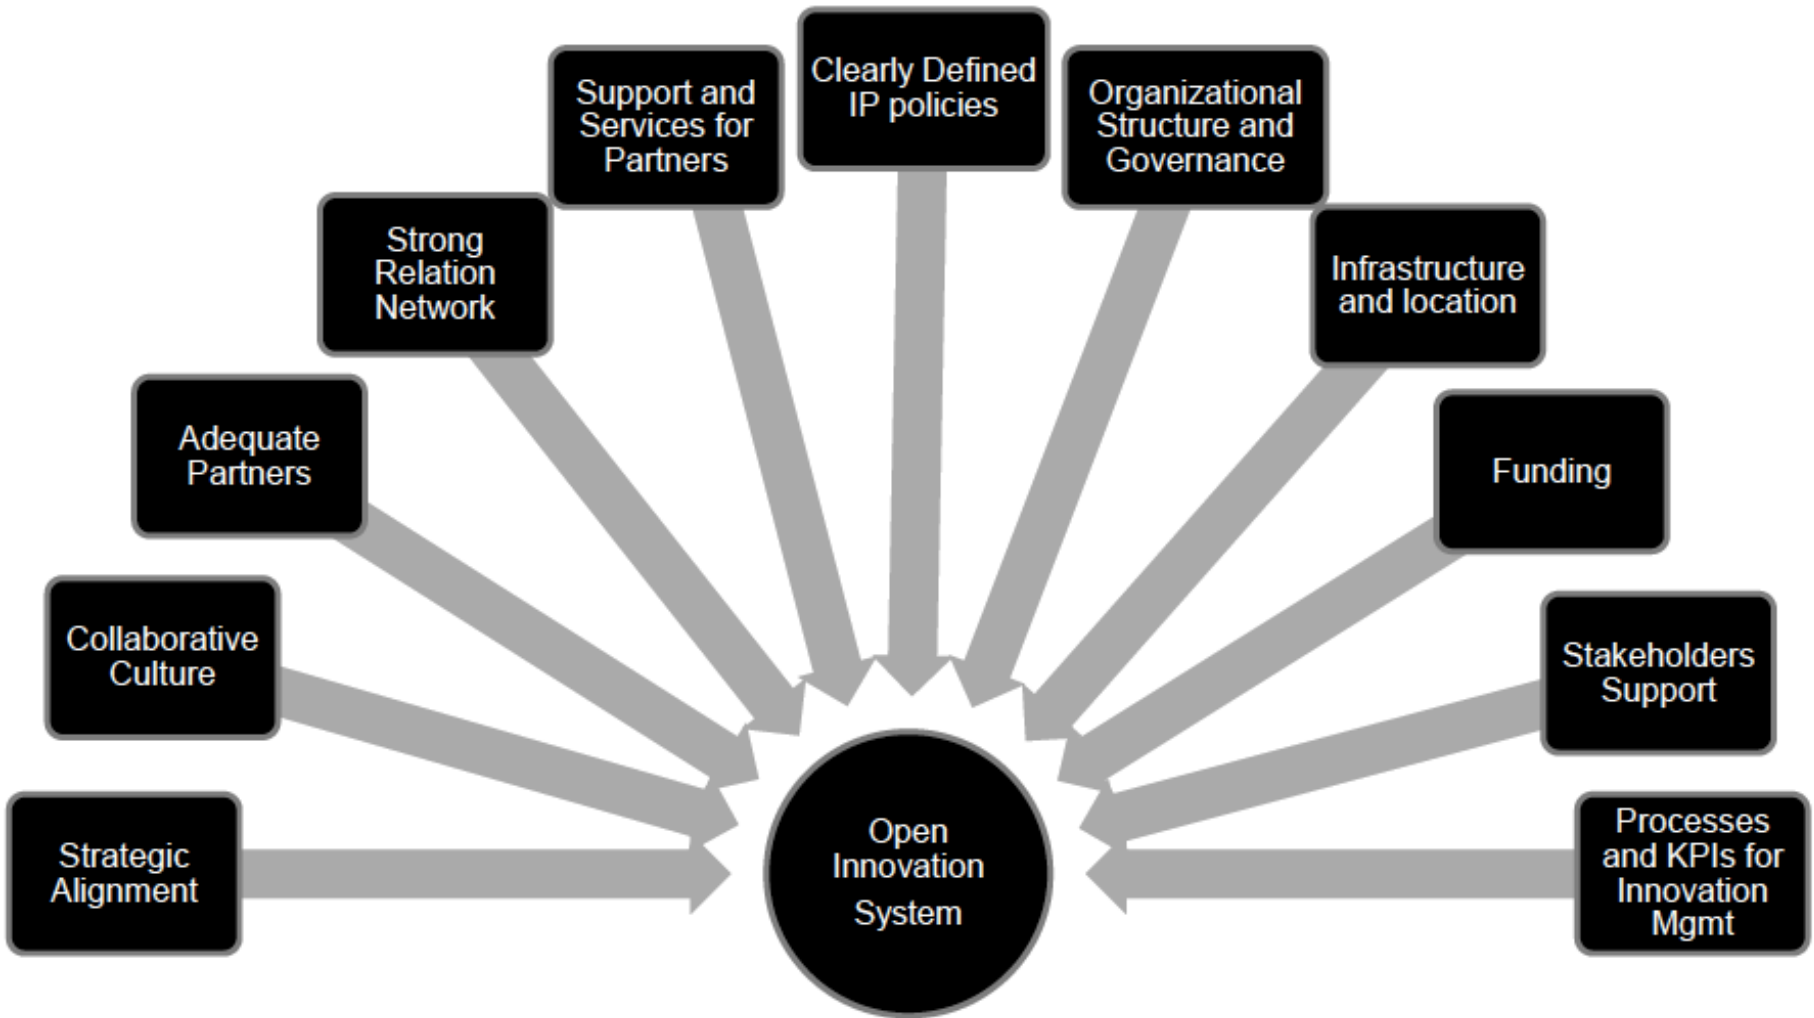 Clearly Defined
IP policies
Support and
Services for
Partners
Organizational
Structure and
Governance
Strong
Relation
Network
Infrastructure
and location
Adequate
Partners
Funding
Collaborative
Culture
Stakeholders
Support
Strategic
Alignment
Open
Innovation
System
Processes
and KPIs for
Innovation
Mgmt